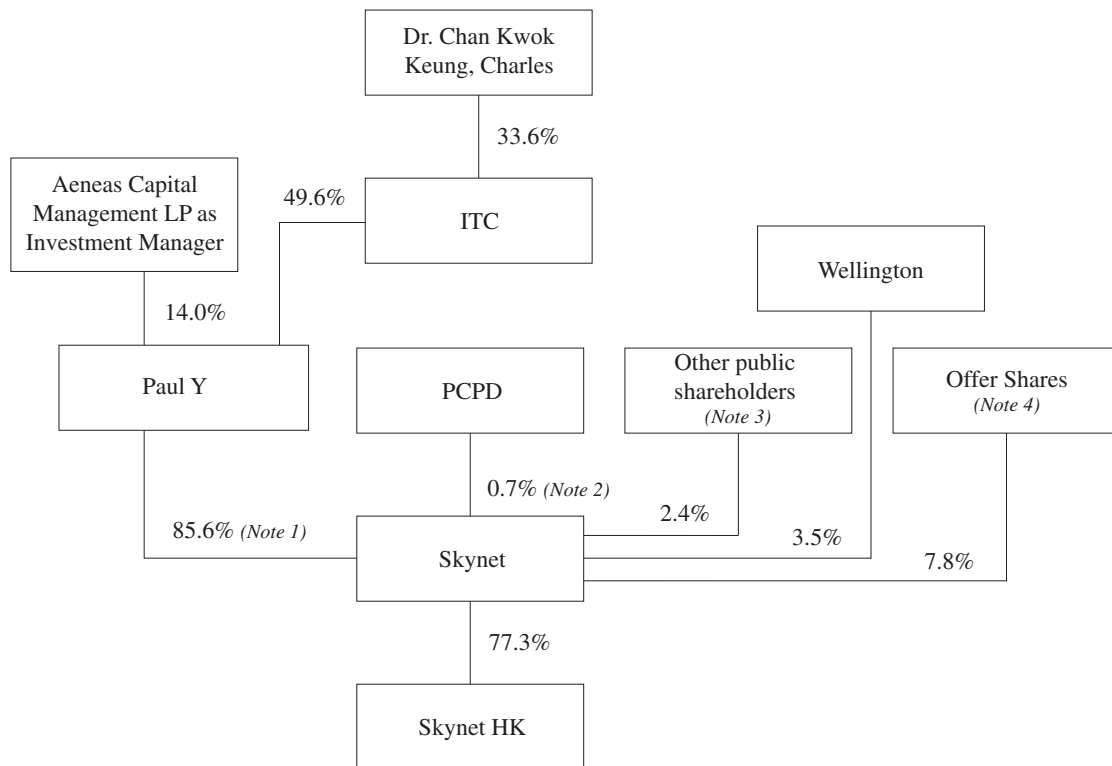 Dr. Chan Kwok
Keung, Charles
33.6%
Aeneas Capital
Management LP as
Investment Manager
49.6%
ITC
Wellington
14.0%
Paul Y
PCPD
Other public
shareholders
(Note 3)
Offer Shares
(Note 4)
85.6% (Note 1)
0.7% (Note 2)
2.4%
3.5%
7.8%
Skynet
77.3%
Skynet HK